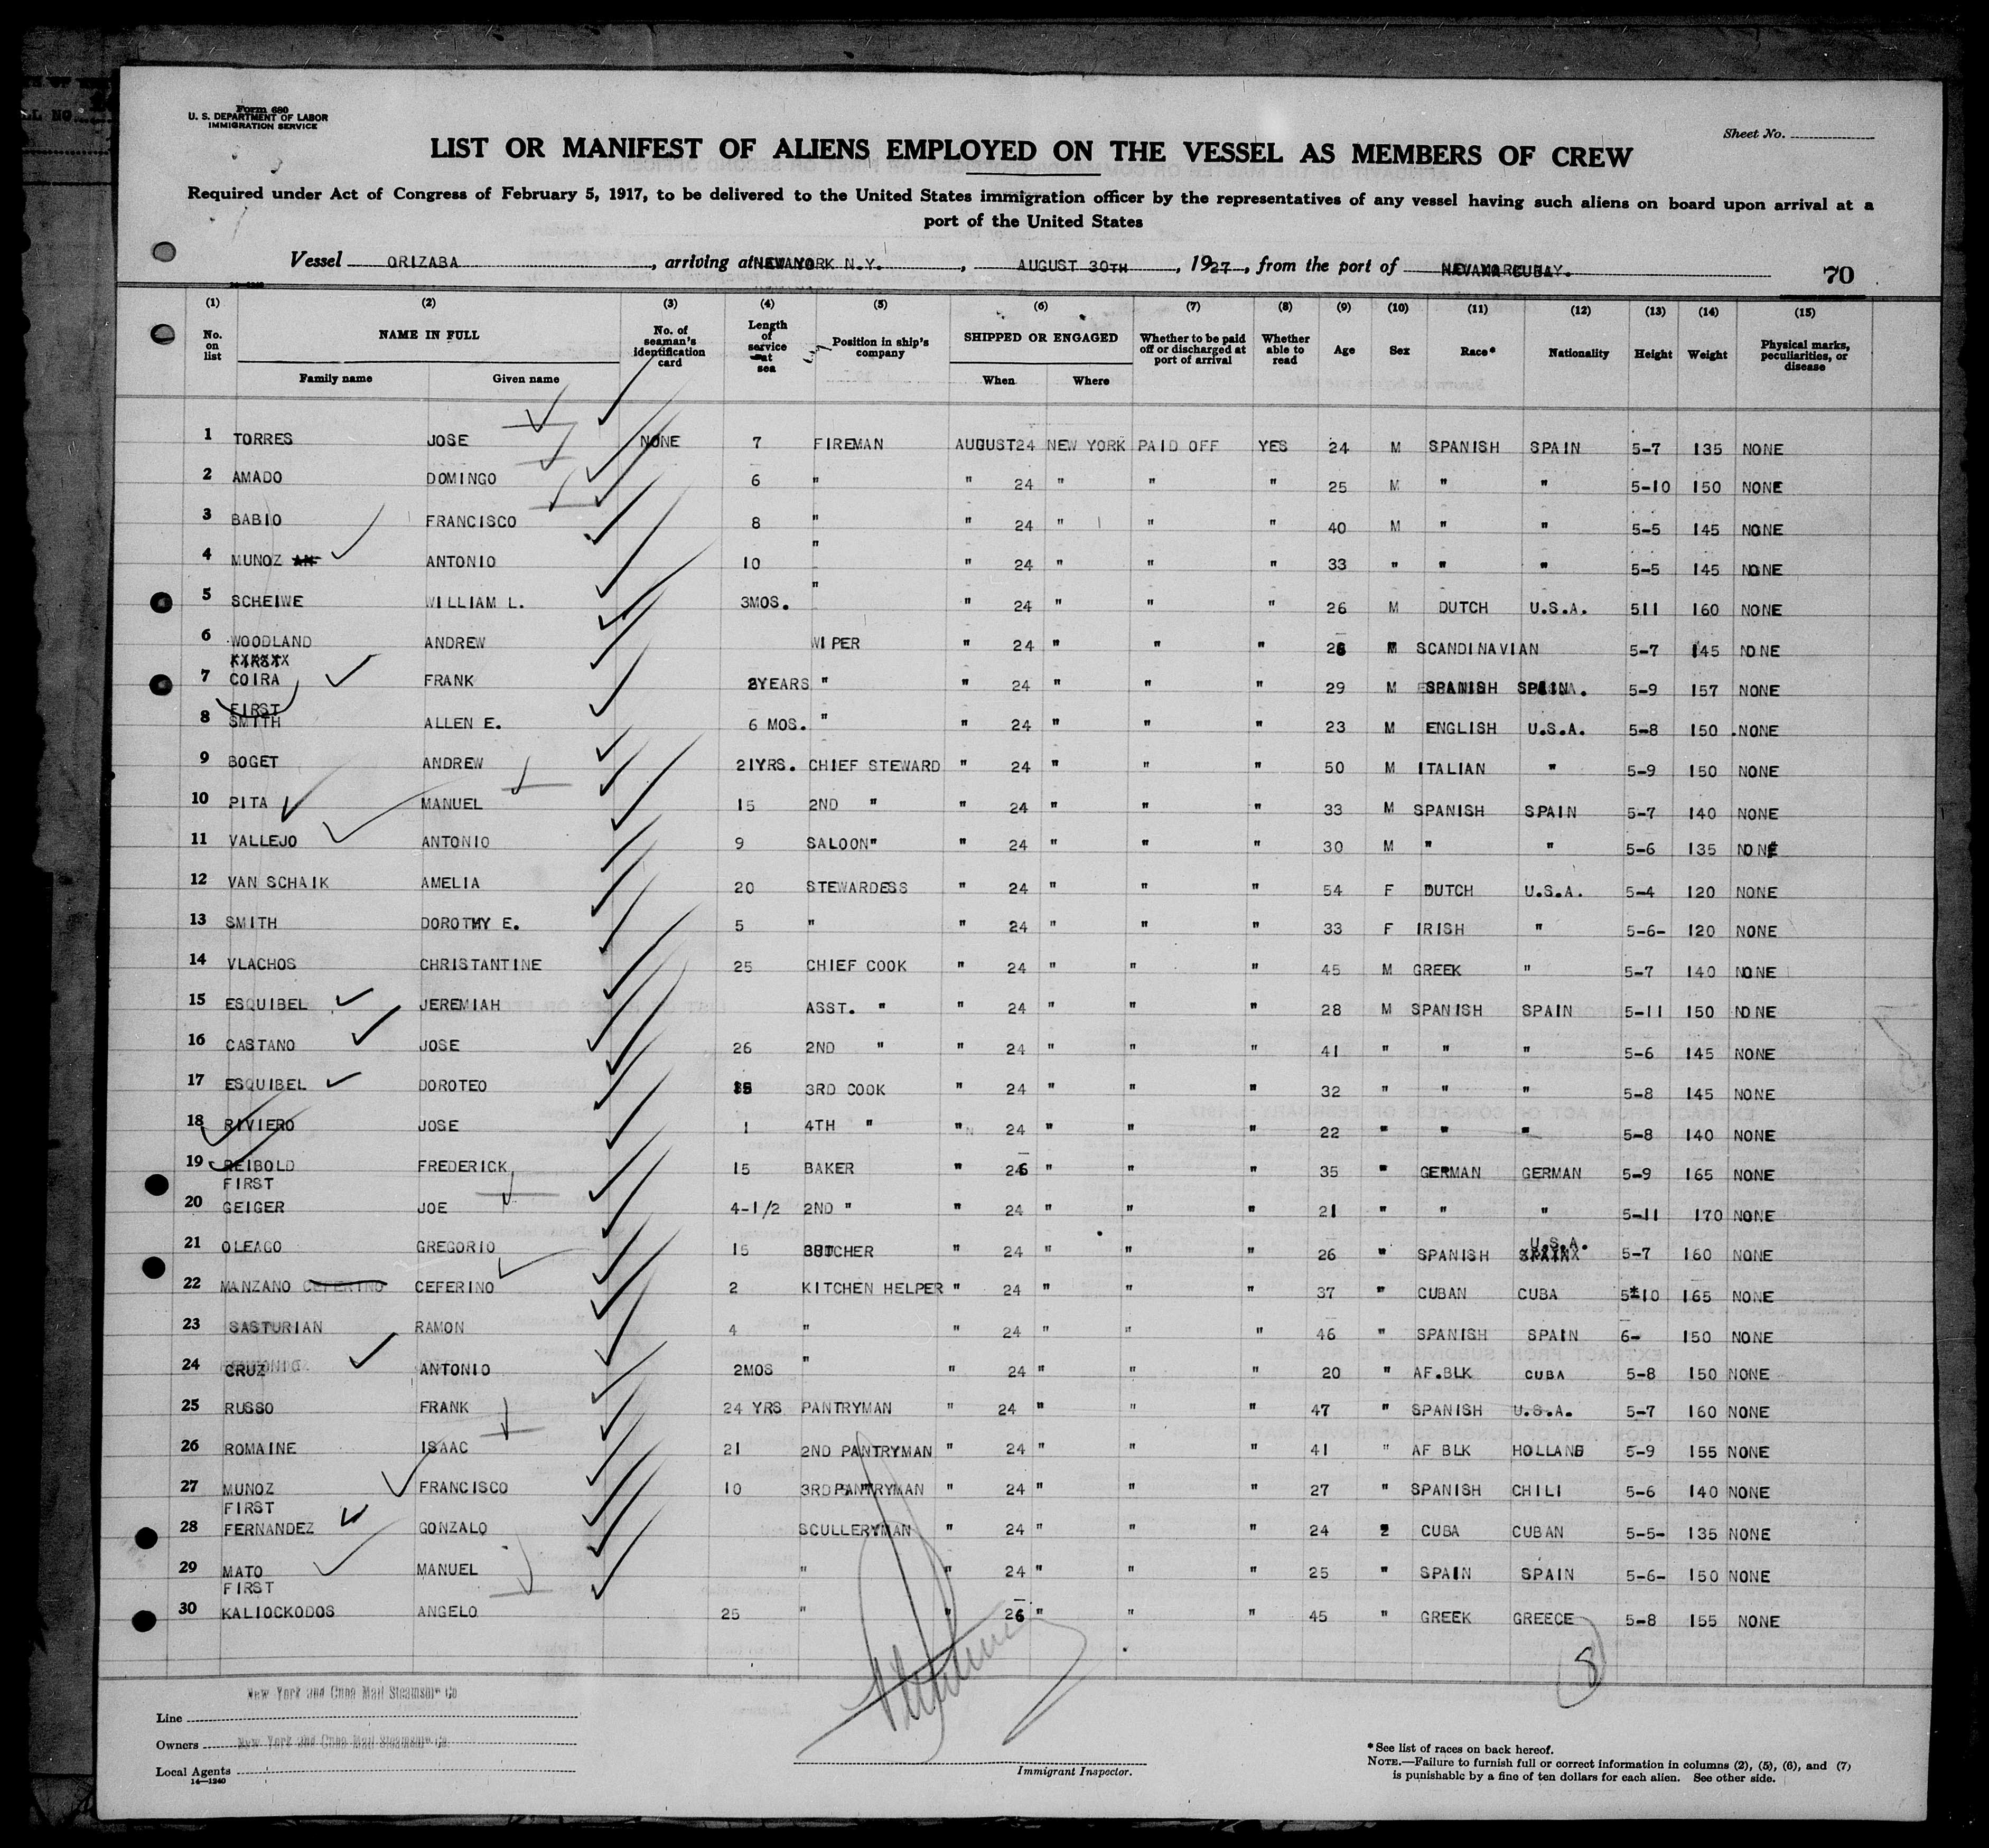 Form 680
U. S. DEPARTMENT OF LABOR
IMMIGRATION SERVICE
Sheet No.
LIST OR MANIFEST OF ALIENS EMPLOYED ON THE VESSEL AS MEMBERS OF CREW
Required under Act of Congress of February 5, 1917, to be delivered to the United States immigration officer by the representatives of any vessel having such aliens on board upon arrival at a
port of the United States
Vessel ORIZABA, arriving at NEW YORK N.Y., AUGUST 30TH, 1927, from the port of HAVANA CUBA
70
(1) (2) (3) (4) (5) (6) (7) (8) (9) (10) (11) (12) (13) (14) (15)
No. on list NAME IN FULL Family name Given name No. of seaman's identification card Length of service at sea Position in ship's company SHIPPED OR ENGAGED When Where Whether to be paid off or discharged at port of arrival Whether able to read Age Sex Race* Nationality Height Weight Physical marks, peculiarities, or disease
1 TORRES JOSE NONE 7 FIREMAN AUGUST24 NEW YORK PAID OFF YES 24 M SPANISH SPAIN 5-7 135 NONE
2 AMADO DOMINGO 6 " " 24 " " " 25 M " " 5-10 150 NONE
3 BABIO FRANCISCO 8 " " 24 " " " 40 M " " 5-5 145 NONE
4 MUNOZ AN ANTONIO 10 " " 24 " " " 33 " " " 5-5 145 NONE
5 SCHEIWE WILLIAM L. 3MOS. " " 24 " " " 26 M DUTCH U.S.A. 511 160 NONE
6 WOODLAND ANDREW WIPER " 24 " " " M SCANDINAVIAN 5-7 145 NONE
7 COIRA FRANK 2YEARS " " 24 " " " 29 M SPANISH SPAIN. 5-9 157 NONE
FIRST
8 SMITH ALLEN E. 6 MOS. " " 24 " " " 23 M ENGLISH U.S.A. 5-8 150 NONE
9 BOGET ANDREW 21YRS. CHIEF STEWARD " 24 " " " 50 M ITALIAN " 5-9 150 NONE
10 PITA MANUEL 15 2ND " " 24 " " " 33 M SPANISH SPAIN 5-7 140 NONE
11 VALLEJO ANTONIO 9 SALOON" " 24 " " " 30 M " " 5-6 135 NONE
12 VAN SCHAIK AMELIA 20 STEWARDESS " 24 " " " 54 F DUTCH U.S.A. 5-4 120 NONE
13 SMITH DOROTHY E. 5 " " 24 " " " 33 F IRISH " 5-6- 120 NONE
14 VLACHOS CHRISTANTINE 25 CHIEF COOK " 24 " " " 45 M GREEK " 5-7 140 NONE
15 ESQUIBEL JEREMIAH ASST. " " 24 " " " 28 M SPANISH SPAIN 5-11 150 NONE
16 CASTANO JOSE 26 2ND " " 24 " " " 41 " " " 5-6 145 NONE
17 ESQUIBEL DOROTEO 3RD COOK " 24 " " " 32 " " " 5-8 145 NONE
18 RIVIERO JOSE 1 4TH " " 24 " " " 22 " " " 5-8 140 NONE
19 REIBOLD FREDERICK 15 BAKER " 26 " " " 35 " GERMAN GERMAN 5-9 165 NONE
FIRST
20 GEIGER JOE 4-1/2 2ND " " 24 " " " 21 " " " 5-11 170 NONE
21 OLEAGO GREGORIO 15 BUTCHER " 24 " " " 26 " SPANISH U.S.A. 5-7 160 NONE
22 MANZANO CEFERINO CEFERINO 2 KITCHEN HELPER " 24 " " " 37 " CUBAN CUBA 5-10 165 NONE
23 SASTURIAN RAMON 4 " " 24 " " " 46 " SPANISH SPAIN 6- 150 NONE
24 CRUZ ANTONIO 2MOS " " 24 " " " 20 " AF.BLK CUBA 5-8 150 NONE
25 RUSSO FRANK 24 YRS PANTRYMAN " 24 " " " 47 " SPANISH U.S.A. 5-7 160 NONE
26 ROMAINE ISAAC 21 2ND PANTRYMAN " 24 " " " 41 " AF BLK HOLLAND 5-9 155 NONE
27 MUNOZ FRANCISCO 10 3RD PANTRYMAN " 24 " " " 27 " SPANISH CHILI 5-6 140 NONE
FIRST
28 FERNANDEZ GONZALO SCULLERYMAN " 24 " " " 24 " CUBA CUBAN 5-5- 135 NONE
29 MATO MANUEL " " 24 " " " 25 " SPAIN SPAIN 5-6- 150 NONE
FIRST
30 KALIOCKODOS ANGELO 25 " " 26 " " " 45 " GREEK GREECE 5-8 155 NONE
8
Line New York and Cuba Mail Steamship Co
Owners New York and Cuba Mail Steamship Co.
Local Agents
14—1240
Immigrant Inspector.
*See list of races on back hereof.
NOTE.—Failure to furnish full or correct information in columns (2), (5), (6), and (7)
is punishable by a fine of ten dollars for each alien. See other side.